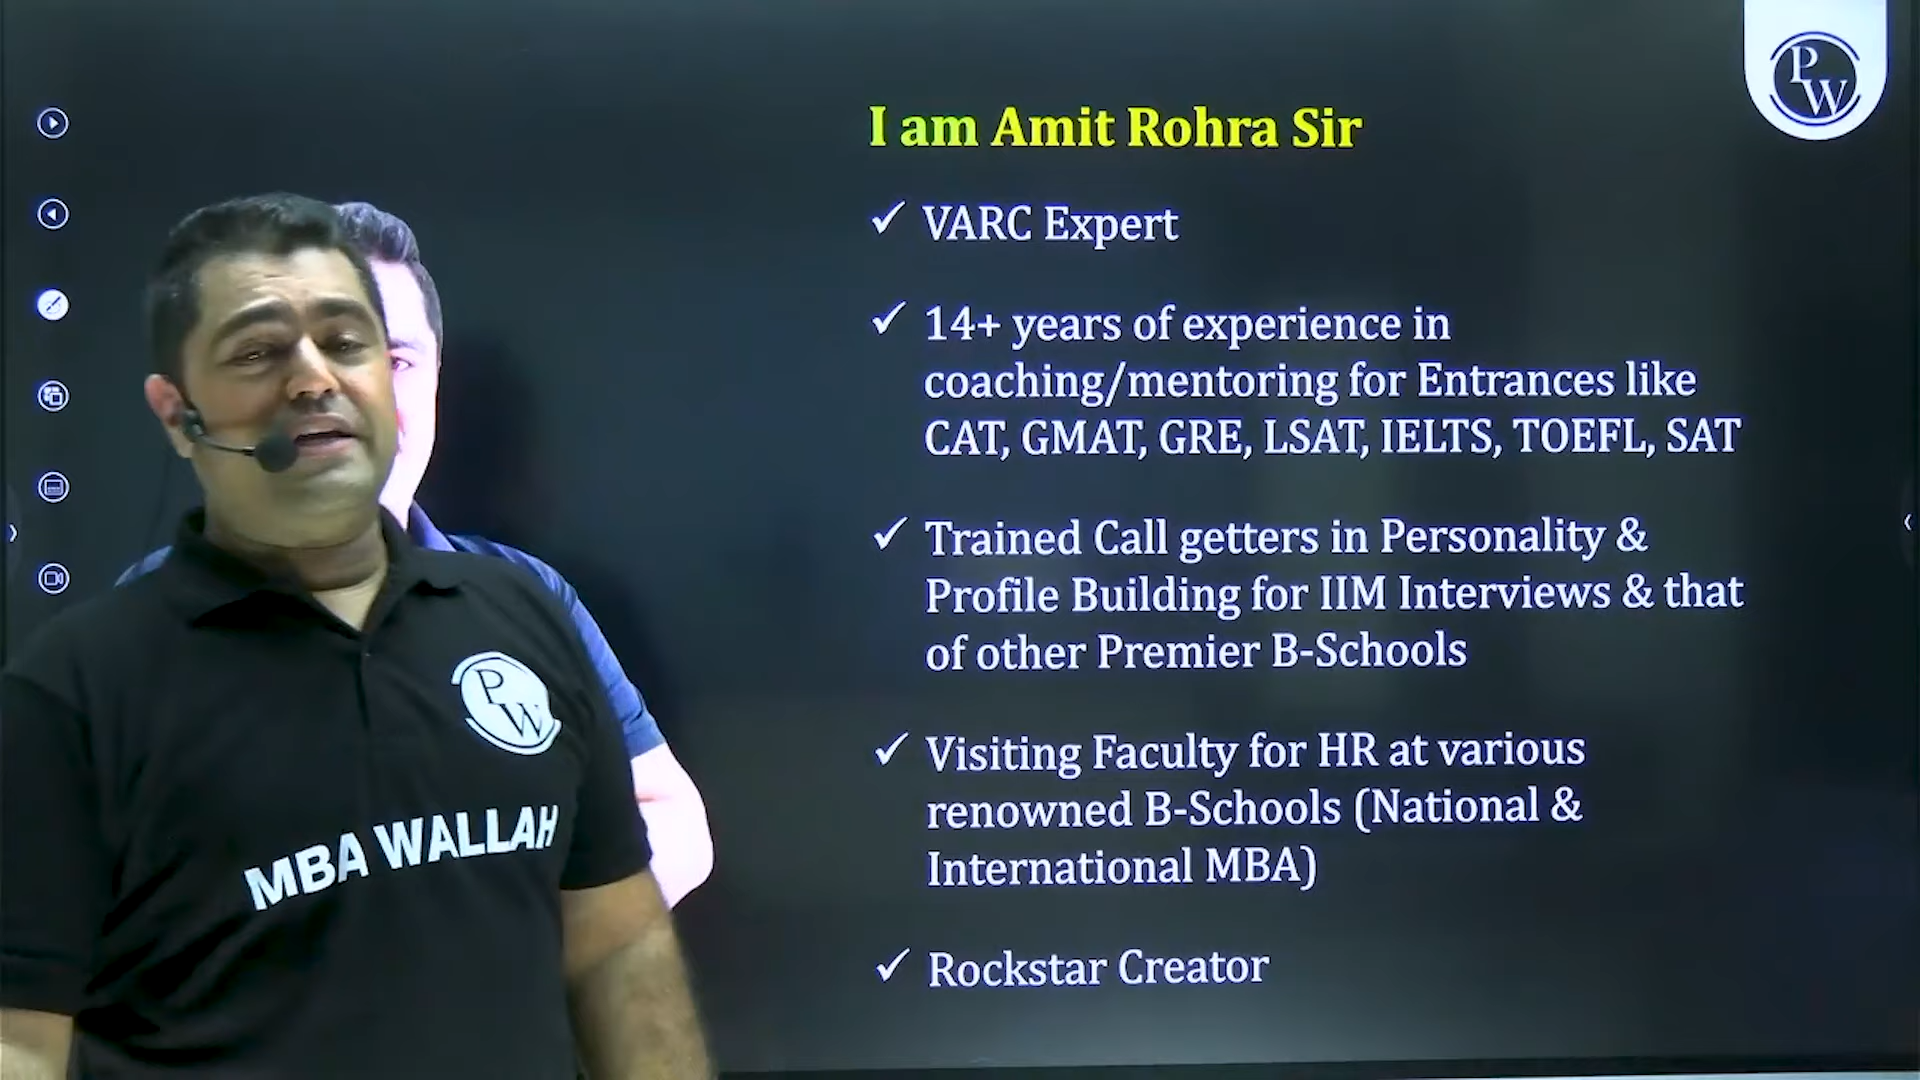 PW
I am Amit Rohra Sir
✓ VARC Expert
✓ 14+ years of experience in
coaching/mentoring for Entrances like
CAT, GMAT, GRE, LSAT, IELTS, TOEFL, SAT
✓ Trained Call getters in Personality &
Profile Building for IIM Interviews & that
of other Premier B-Schools
✓ Visiting Faculty for HR at various
renowned B-Schools (National &
International MBA)
✓ Rockstar Creator
PW
MBA WALLAH